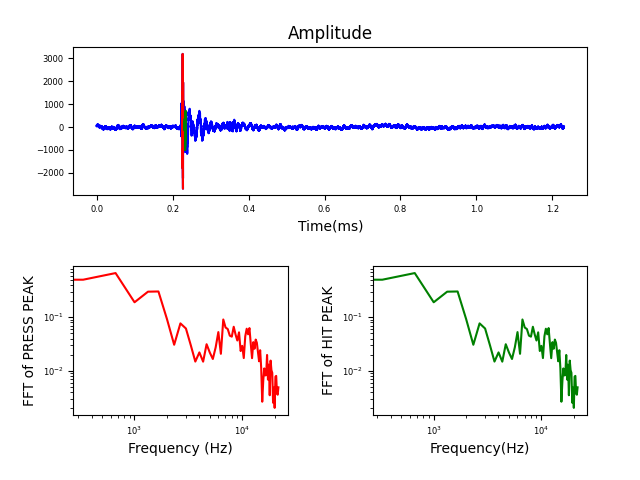 Amplitude
3000
2000
1000
0
−1000
−2000
0.0 0.2 0.4 0.6 0.8 1.0 1.2
Time(ms)
FFT of PRESS PEAK
10⁻¹
10⁻²
10³ 10⁴
Frequency (Hz)
FFT of HIT PEAK
10⁻¹
10⁻²
10³ 10⁴
Frequency(Hz)